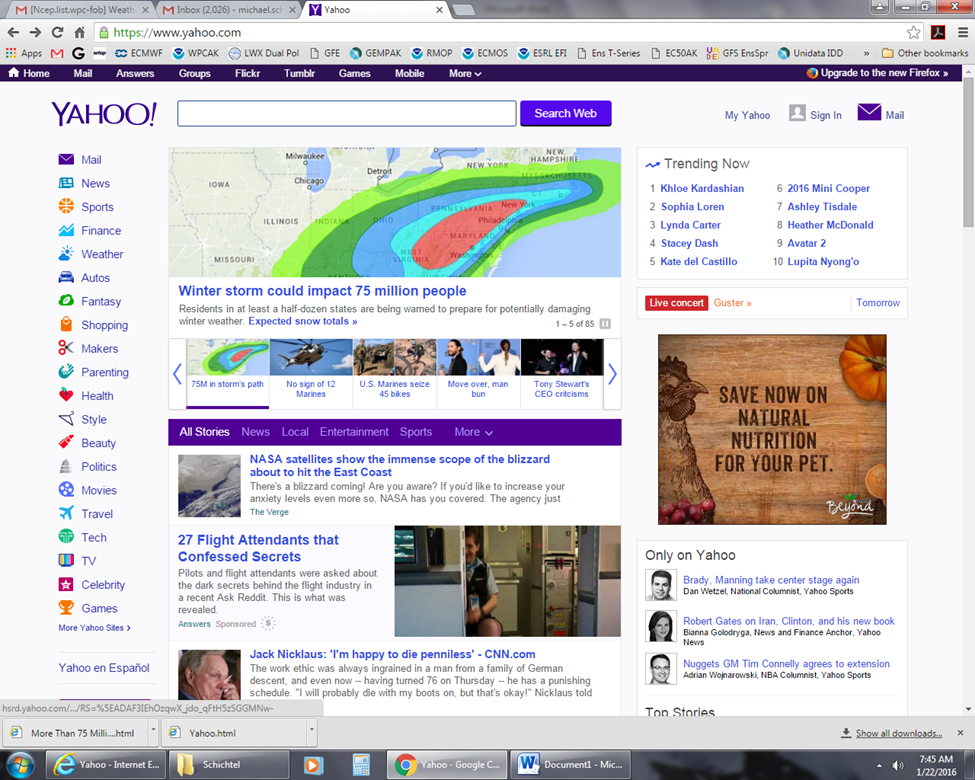 [Ncep.list.wpc-fob] Weath
Inbox (2,026) - michael.sch
Yahoo
https://www.yahoo.com
Apps
ECMWF
WPCAK
LWX Dual Pol
GFE
GEMPAK
RMOP
ECMOS
ESRL EFI
Ens T-Series
EC50AK
GFS EnsSpr
Unidata IDD
»
Other bookmarks
Home Mail Answers Groups Flickr Tumblr Games Mobile More
Upgrade to the new Firefox »
YAHOO!
Search Web
My Yahoo
Sign In
Mail
Mail
News
Sports
Finance
Weather
Autos
Fantasy
Shopping
Makers
Parenting
Health
Style
Beauty
Politics
Movies
Travel
Tech
TV
Celebrity
Games
More Yahoo Sites >
Yahoo en Español
Milwaukee
Detroit
Chicago
NEW HAMPSHIRE
NEW YORK
MASSACHUSETTS
IOWA
ILLINOIS
INDIANA
OHIO
PENNSYLVANIA
New York
Philadelphia
MARYLAND
Washington
WEST VIRGINIA
MISSOURI
KENTUCKY
VIRGINIA
Winter storm could impact 75 million people
Residents in at least a half-dozen states are being warned to prepare for potentially damaging
winter weather. Expected snow totals »
1 – 5 of 85
75M in storm's path
No sign of 12
Marines
U.S. Marines seize
45 bikes
Move over, man
bun
Tony Stewart's
CEO critcisms
All Stories News Local Entertainment Sports More
NASA satellites show the immense scope of the blizzard
about to hit the East Coast
There's a blizzard coming! Are you aware? If you'd like to increase your
anxiety levels even more so, NASA has you covered. The agency just
The Verge
27 Flight Attendants that
Confessed Secrets
Pilots and flight attendants were asked about
the dark secrets behind the flight industry in
a recent Ask Reddit. This is what was
revealed.
Answers Sponsored
Jack Nicklaus: 'I'm happy to die penniless' - CNN.com
The work ethic was always ingrained in a man from a family of German
descent, and even now -- having turned 76 on Thursday -- he has a punishing
schedule. "I will probably die with my boots on, but that's okay!" Nicklaus told
Trending Now
1 Khloe Kardashian
2 Sophia Loren
3 Lynda Carter
4 Stacey Dash
5 Kate del Castillo
6 2016 Mini Cooper
7 Ashley Tisdale
8 Heather McDonald
9 Avatar 2
10 Lupita Nyong'o
Live concert Guster » Tomorrow
SAVE NOW ON
NATURAL
NUTRITION
FOR YOUR PET.
Beyond
Only on Yahoo
Brady, Manning take center stage again
Dan Wetzel, National Columnist, Yahoo Sports
Robert Gates on Iran, Clinton, and his new book
Bianna Golodryga, News and Finance Anchor, Yahoo
News
Nuggets GM Tim Connelly agrees to extension
Adrian Wojnarowski, NBA Columnist, Yahoo Sports
Top Stories
hsrd.yahoo.com/.../RS=%5EADAF3IEhOzqwX_jdo_qFtH5zSGGMNw-
More Than 75 Milli....html
Yahoo.html
Show all downloads...
Yahoo - Internet E...
Schichtel
Yahoo - Google C...
Document1 - Mic...
7:45 AM
1/22/2016